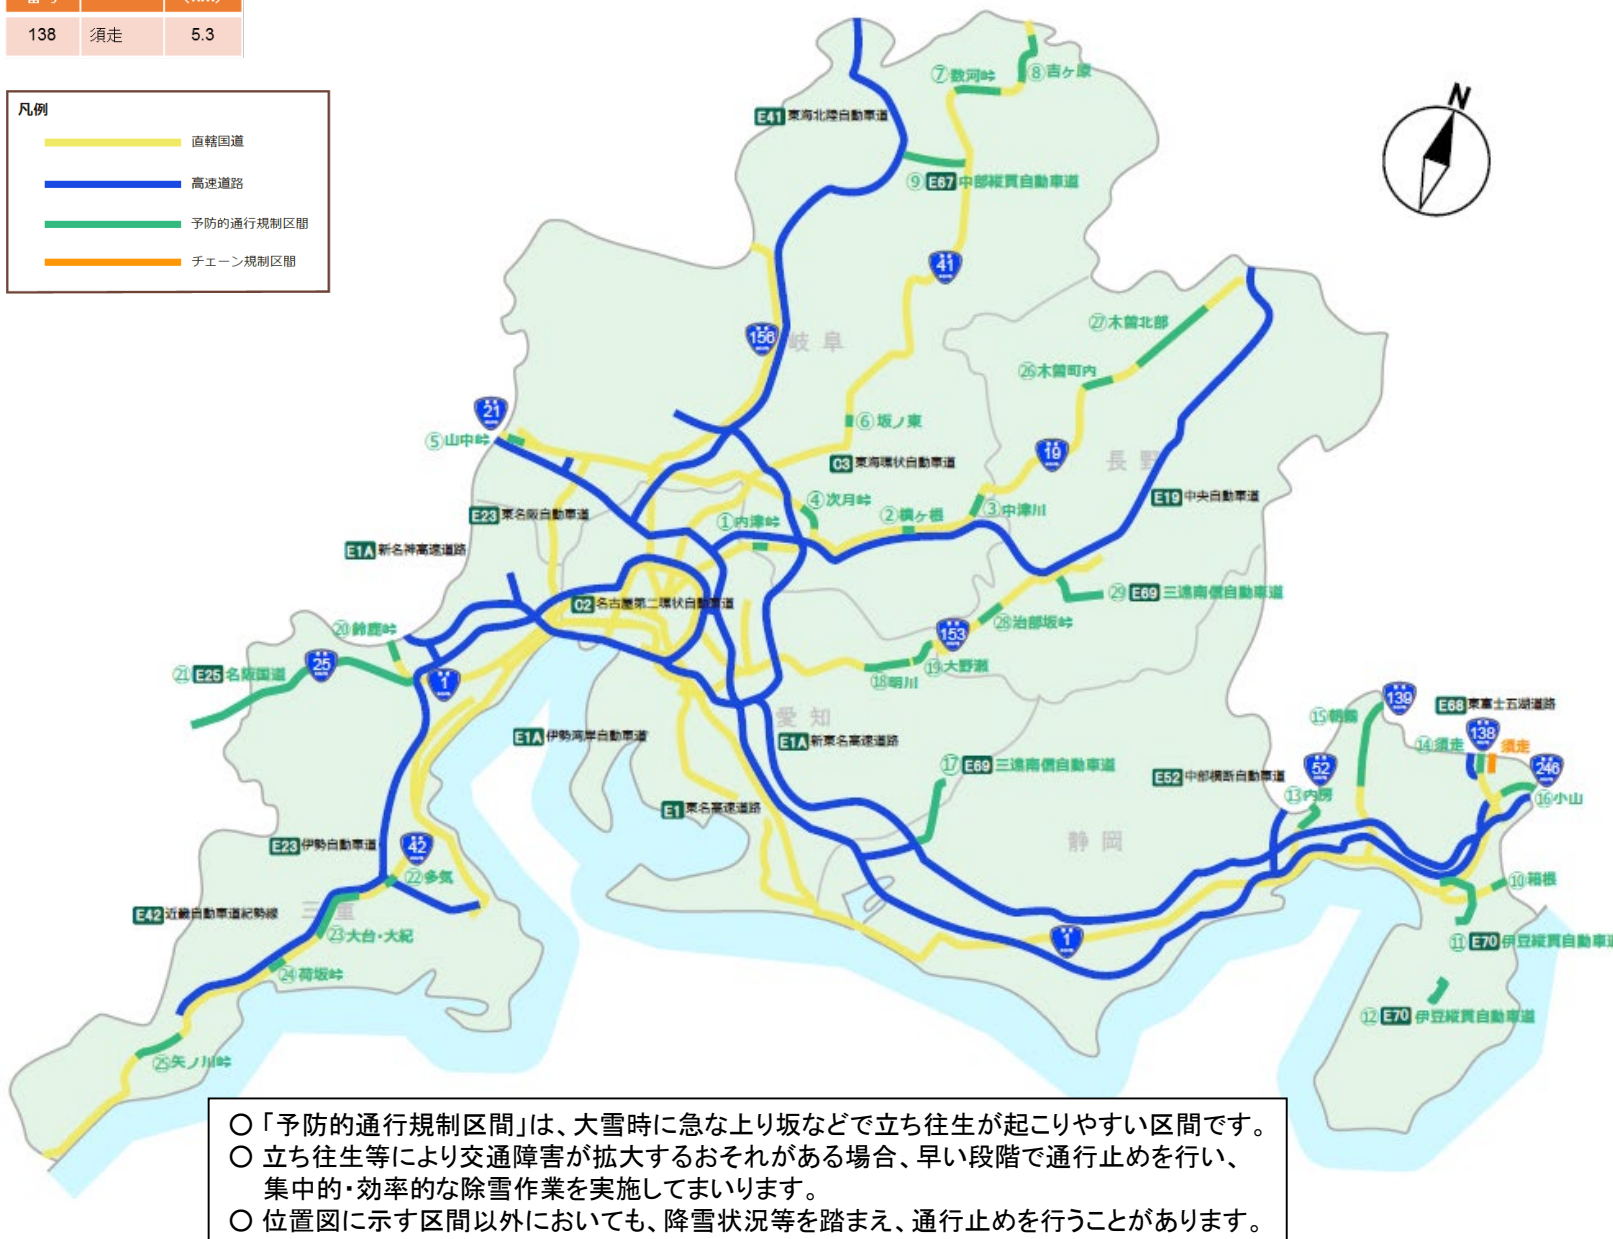 138 須走 5.3
凡例
直轄国道
高速道路
予防的通行規制区間
チェーン規制区間
N
⑦数河峠
⑧吉ヶ原
E41 東海北陸自動車道
⑨ E67 中部縦貫自動車道
41
156
岐阜
㉗木曽北部
㉖木曽町内
21
⑤山中峠
⑥坂ノ東
19
長野
C3 東海環状自動車道
E19 中央自動車道
E23 東名阪自動車道
④次月峠
①内津峠
②槙ヶ根
③中津川
E1A 新名神高速道路
C2 名古屋第二環状自動車道
㉙ E69 三遠南信自動車道
⑳鈴鹿峠
㉘治部坂峠
153
25
㉑ E25 名阪国道
1
⑲大野瀬
⑱明川
愛知
E1A 伊勢湾岸自動車道
E1A 新東名高速道路
⑮朝霧
139
E68 東富士五湖道路
138
⑭須走
須走
⑰ E69 三遠南信自動車道
E52 中部横断自動車道
52
246
⑬内房
⑯小山
E1 東名高速道路
静岡
E23 伊勢自動車道
42
㉒多気
⑩箱根
E42 近畿自動車道紀勢線
三重
㉓大台・大紀
1
⑪ E70 伊豆縦貫自動車道
㉔荷坂峠
⑫ E70 伊豆縦貫自動車道
㉕矢ノ川峠
○「予防的通行規制区間」は、大雪時に急な上り坂などで立ち往生が起こりやすい区間です。
○ 立ち往生等により交通障害が拡大するおそれがある場合、早い段階で通行止めを行い、
集中的・効率的な除雪作業を実施してまいります。
○ 位置図に示す区間以外においても、降雪状況等を踏まえ、通行止めを行うことがあります。